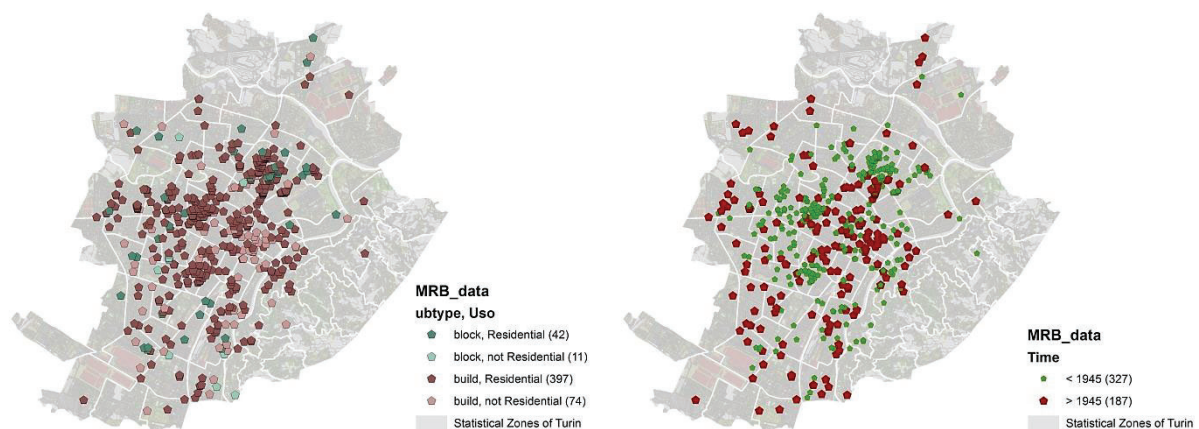 MRB_data
ubtype, Uso
block, Residential (42)
block, not Residential (11)
build, Residential (397)
build, not Residential (74)
Statistical Zones of Turin
MRB_data
Time
< 1945 (327)
> 1945 (187)
Statistical Zones of Turin